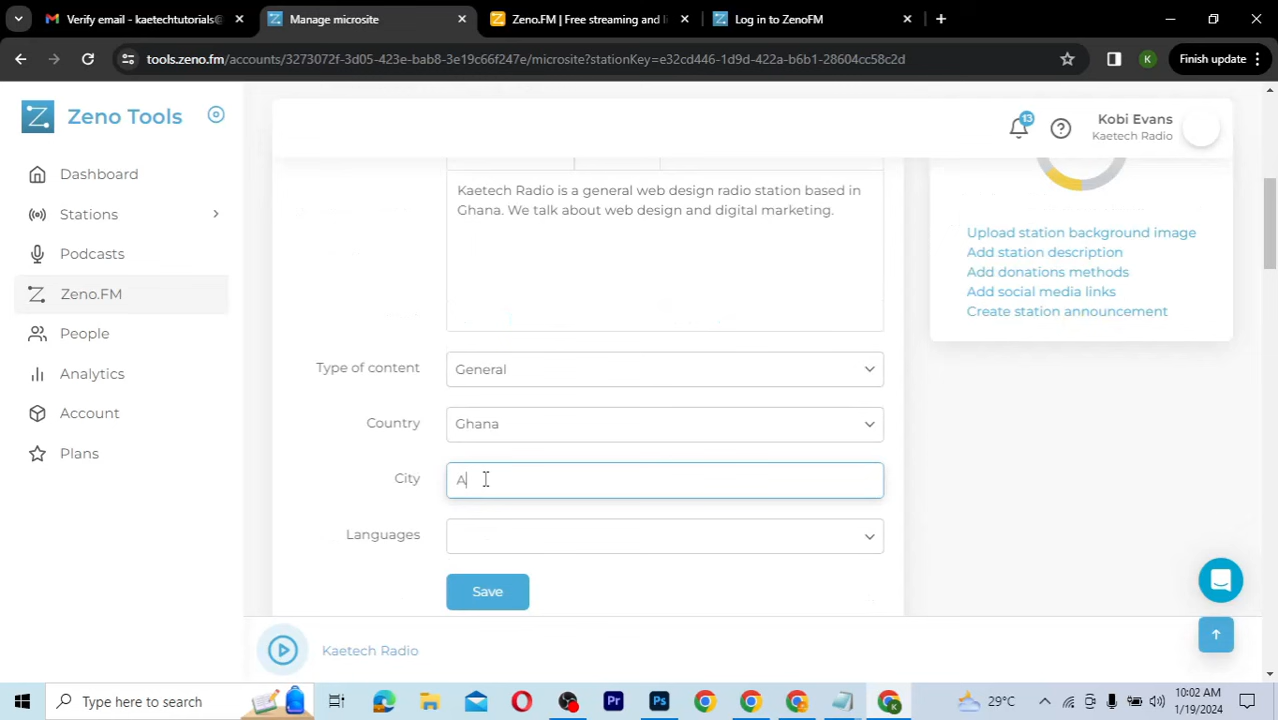 Verify email - kaetechtutorials@
Manage microsite
Zeno.FM | Free streaming and li
Log in to ZenoFM
tools.zeno.fm/accounts/3273072f-3d05-423e-bab8-3e19c66f247e/microsite?stationKey=e32cd446-1d9d-422a-b6b1-28604cc58c2d
K
Finish update
Zeno Tools
13
Kobi Evans
Kaetech Radio
Dashboard
Stations
Podcasts
Zeno.FM
People
Analytics
Account
Plans
Kaetech Radio is a general web design radio station based in
Ghana. We talk about web design and digital marketing.
Upload station background image
Add station description
Add donations methods
Add social media links
Create station announcement
Type of content
General
Country
Ghana
City
A
Languages
Save
Kaetech Radio
Type here to search
Pr
Ps
K
29°C
10:02 AM
1/19/2024